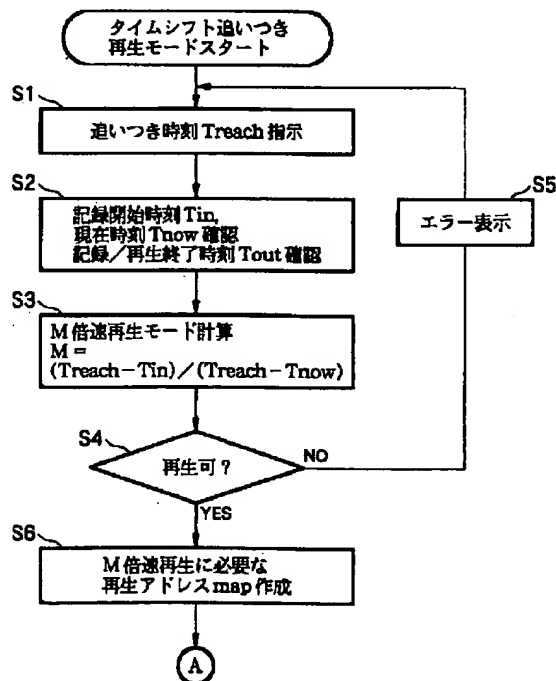 タイムシフト追いつき
再生モードスタート
S1
追いつき時刻 Treach 指示
S2
記録開始時刻 Tin,
現在時刻 Tnow 確認
記録／再生終了時刻 Tout 確認
S5
エラー表示
S3
M 倍速再生モード計算
M＝
(Treach－Tin)／(Treach－Tnow)
S4
再生可？
NO
YES
S6
M 倍速再生に必要な
再生アドレス map 作成
A